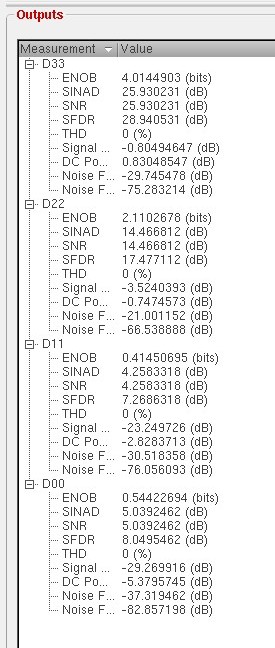 Outputs
Measurement Value
D33
ENOB 4.0144903 (bits)
SINAD 25.930231 (dB)
SNR 25.930231 (dB)
SFDR 28.940531 (dB)
THD 0 (%)
Signal ... -0.80494647 (dB)
DC Po... 0.83048547 (dB)
Noise F... -29.745478 (dB)
Noise F... -75.283214 (dB)
D22
ENOB 2.1102678 (bits)
SINAD 14.466812 (dB)
SNR 14.466812 (dB)
SFDR 17.477112 (dB)
THD 0 (%)
Signal ... -3.5240393 (dB)
DC Po... -0.7474573 (dB)
Noise F... -21.001152 (dB)
Noise F... -66.538888 (dB)
D11
ENOB 0.41450695 (bits)
SINAD 4.2583318 (dB)
SNR 4.2583318 (dB)
SFDR 7.2686318 (dB)
THD 0 (%)
Signal ... -23.249726 (dB)
DC Po... -2.8283713 (dB)
Noise F... -30.518358 (dB)
Noise F... -76.056093 (dB)
D00
ENOB 0.54422694 (bits)
SINAD 5.0392462 (dB)
SNR 5.0392462 (dB)
SFDR 8.0495462 (dB)
THD 0 (%)
Signal ... -29.269916 (dB)
DC Po... -5.3795745 (dB)
Noise F... -37.319462 (dB)
Noise F... -82.857198 (dB)